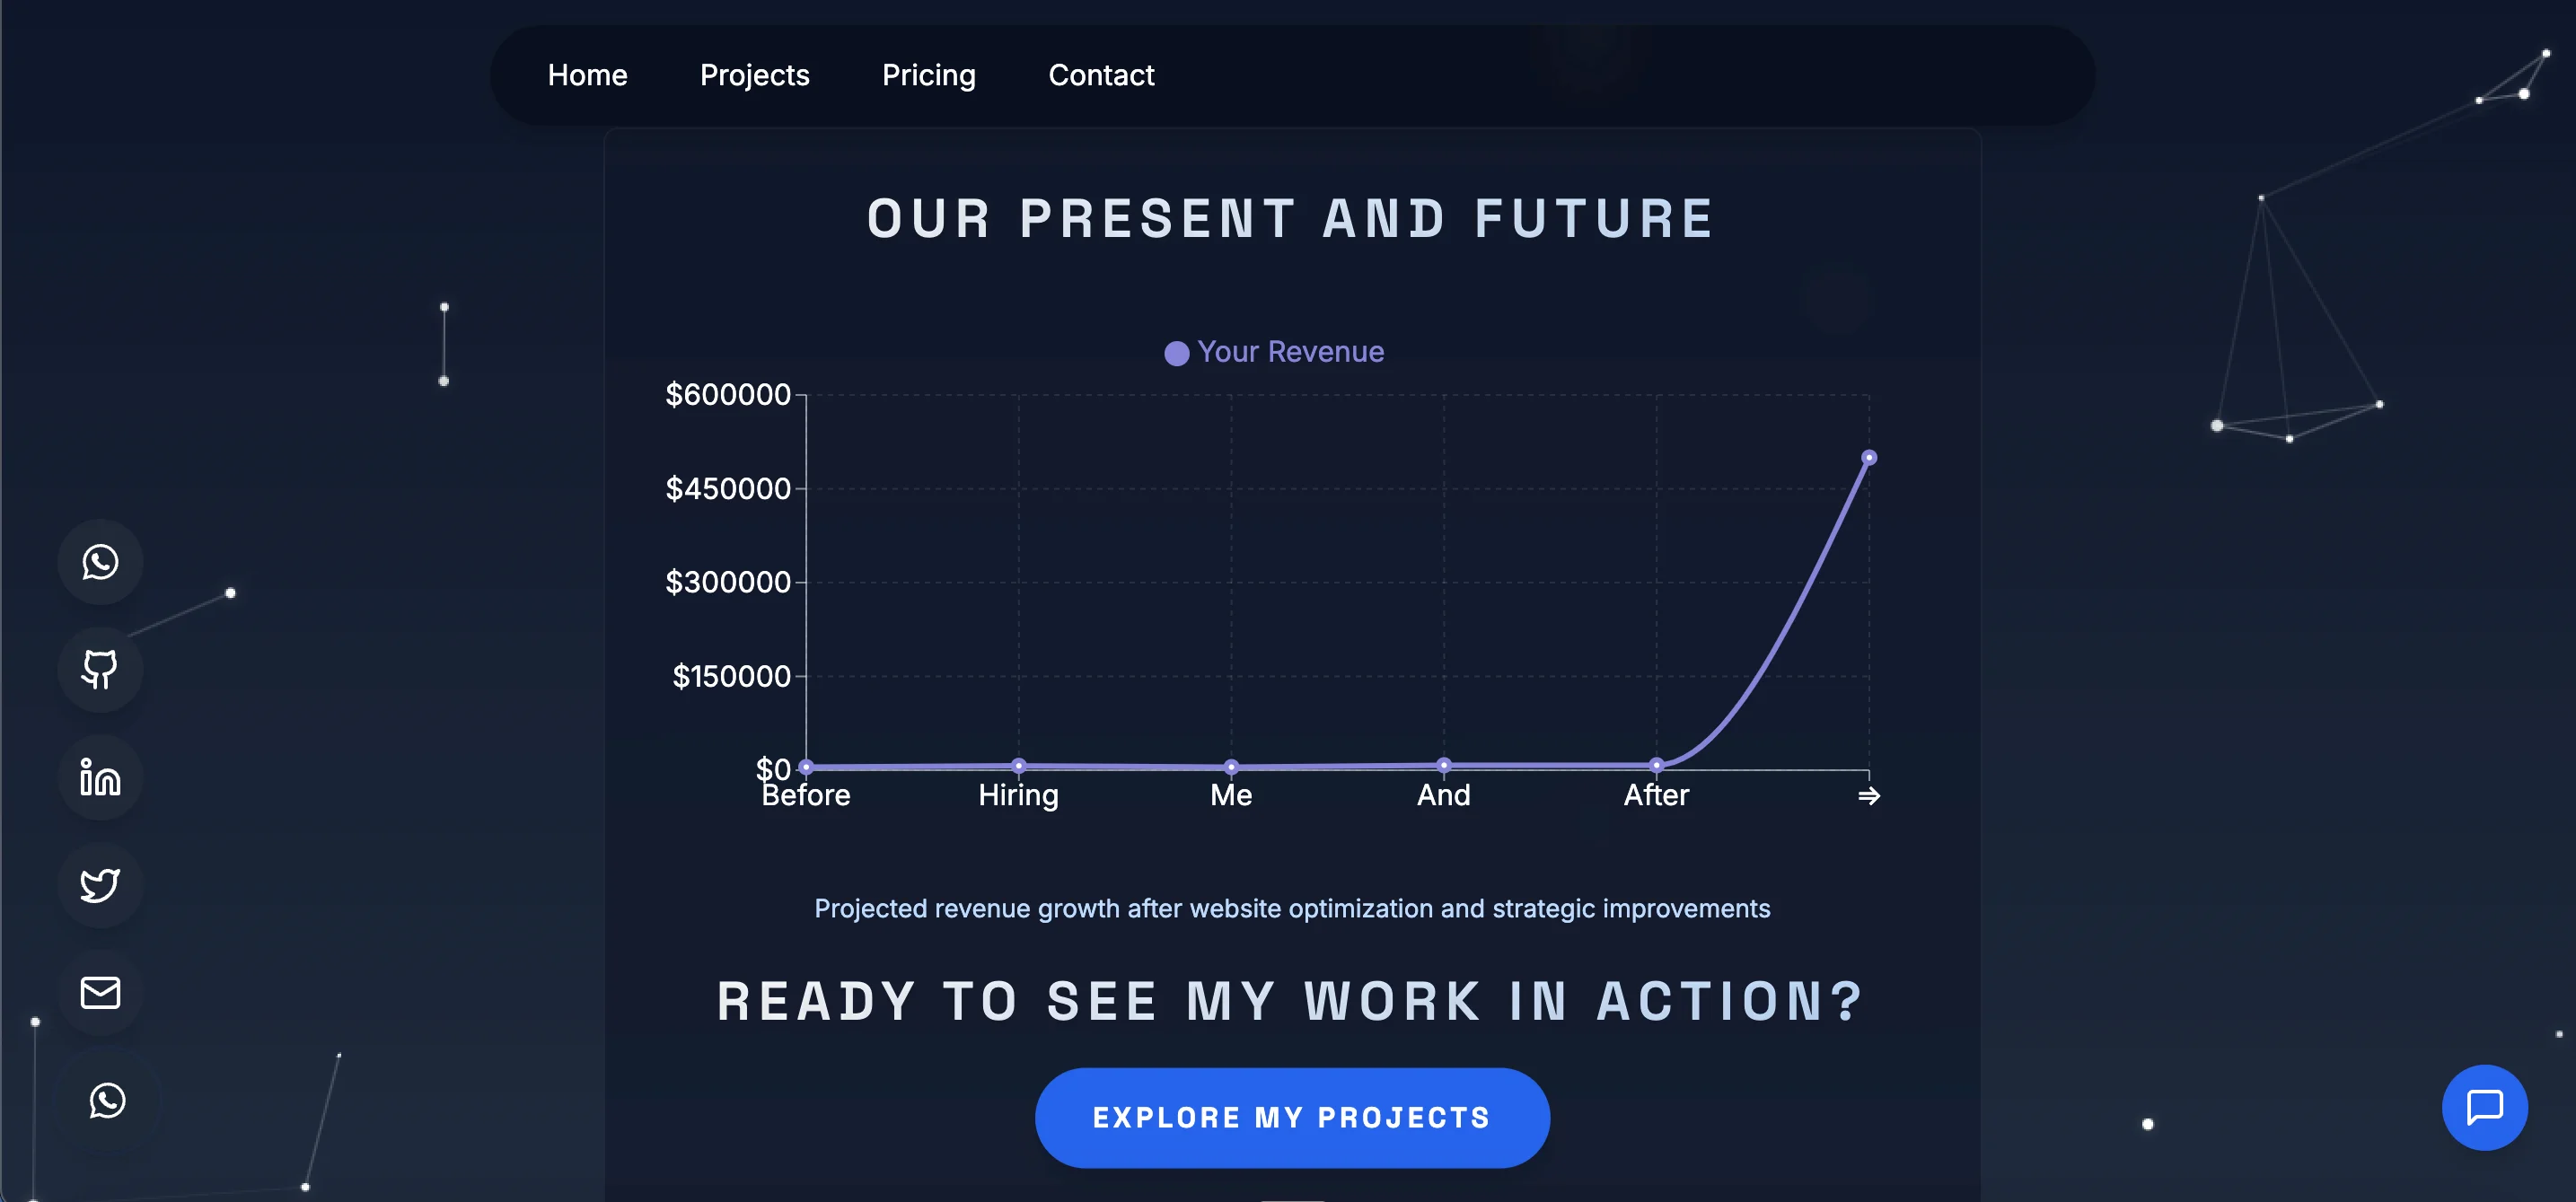 Home Projects Pricing Contact
OUR PRESENT AND FUTURE
Your Revenue
$600000
$450000
$300000
$150000
$0
Before Hiring Me And After ⇒
Projected revenue growth after website optimization and strategic improvements
READY TO SEE MY WORK IN ACTION?
EXPLORE MY PROJECTS